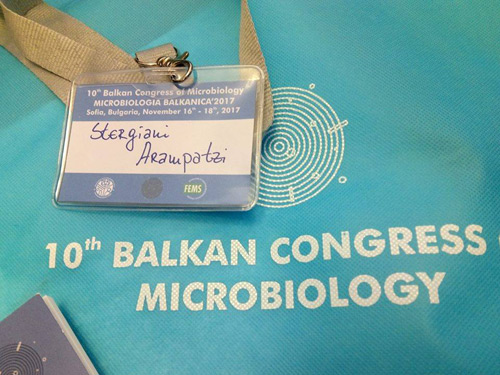 10th Balkan Congress of Microbiology
MICROBIOLOGIA BALKANICA'2017
Sofia, Bulgaria, November 16th - 18th, 2017
Stergiani
Arampatzi
FEMS
10th BALKAN CONGRESS
MICROBIOLOGY